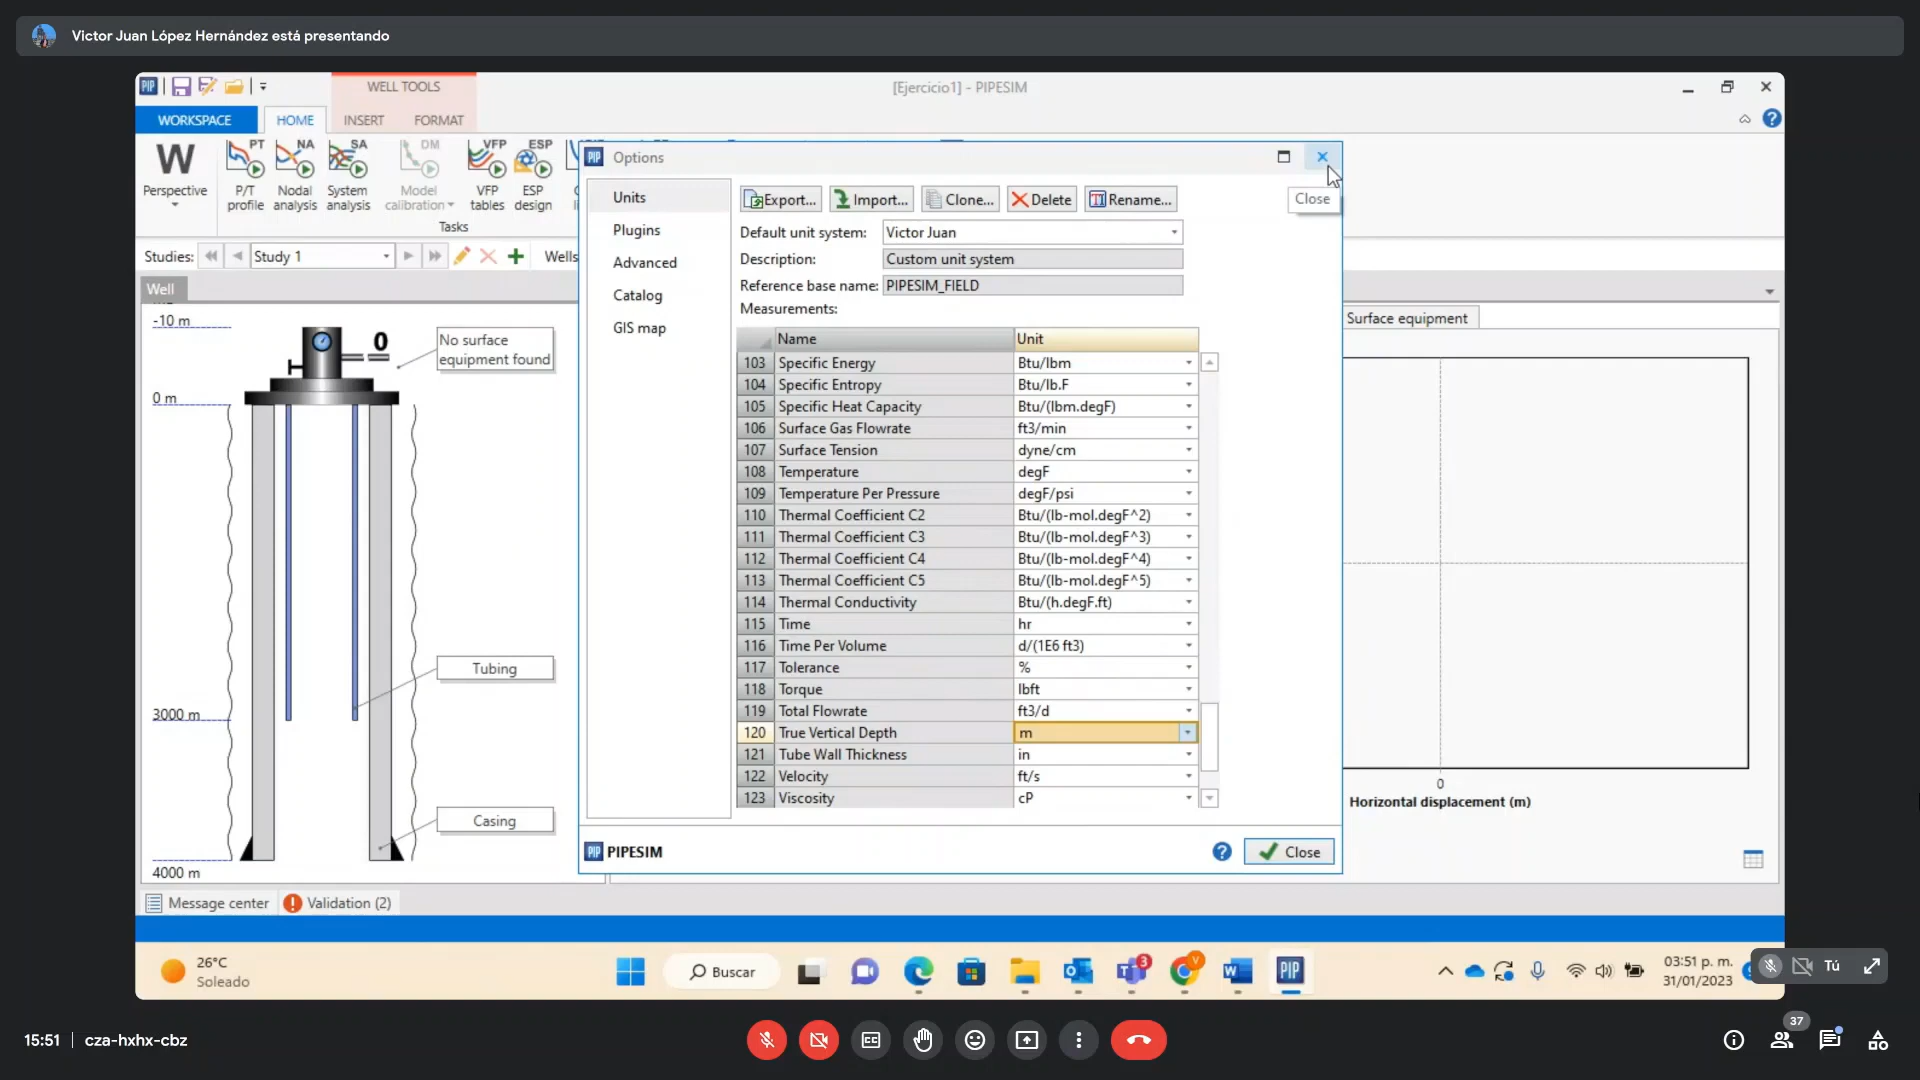 Victor Juan López Hernández está presentando
PIP
WELL TOOLS
[Ejercicio1] - PIPESIM
WORKSPACE
HOME
INSERT
FORMAT
W
Perspective
PT
P/T
profile
NA
Nodal
analysis
SA
System
analysis
DM
Model
calibration
VFP
VFP
tables
ESP
ESP
design
Tasks
Studies:
Study 1
Wells
Well
-10 m
0
No surface
equipment found
0 m
Tubing
3000 m
Casing
4000 m
PIP
Options
Close
Units
Plugins
Advanced
Catalog
GIS map
Export...
Import...
Clone...
Delete
Rename...
Default unit system:
Victor Juan
Description:
Custom unit system
Reference base name:
PIPESIM_FIELD
Measurements:
Name Unit
103 Specific Energy Btu/lbm
104 Specific Entropy Btu/lb.F
105 Specific Heat Capacity Btu/(lbm.degF)
106 Surface Gas Flowrate ft3/min
107 Surface Tension dyne/cm
108 Temperature degF
109 Temperature Per Pressure degF/psi
110 Thermal Coefficient C2 Btu/(lb-mol.degF^2)
111 Thermal Coefficient C3 Btu/(lb-mol.degF^3)
112 Thermal Coefficient C4 Btu/(lb-mol.degF^4)
113 Thermal Coefficient C5 Btu/(lb-mol.degF^5)
114 Thermal Conductivity Btu/(h.degF.ft)
115 Time hr
116 Time Per Volume d/(1E6 ft3)
117 Tolerance %
118 Torque lbft
119 Total Flowrate ft3/d
120 True Vertical Depth m
121 Tube Wall Thickness in
122 Velocity ft/s
123 Viscosity cP
PIP PIPESIM
Close
Surface equipment
0
Horizontal displacement (m)
Message center
Validation (2)
26°C
Soleado
Buscar
3
V
PIP
03:51 p. m.
31/01/2023
Tú
15:51 | cza-hxhx-cbz
37